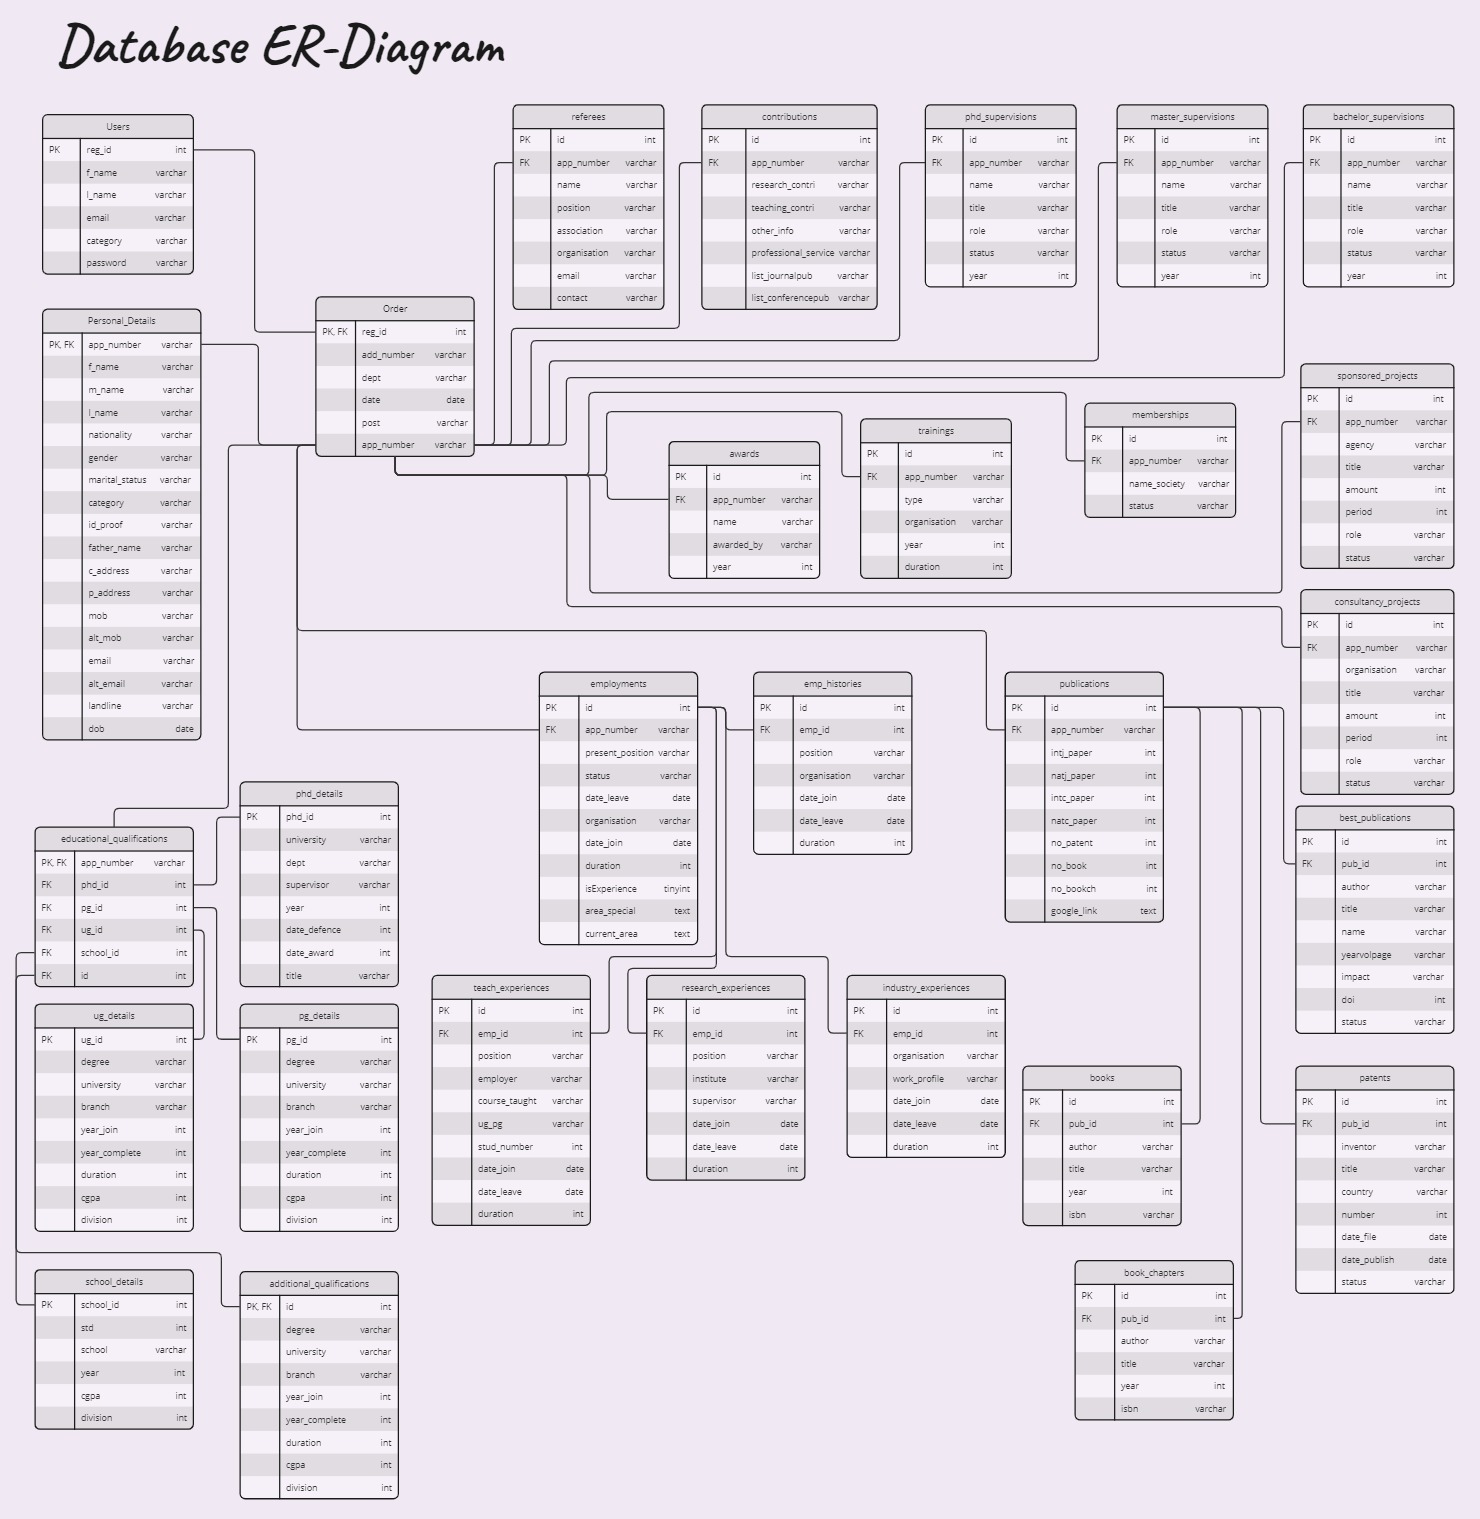 Database ER-Diagram
Users
PK reg_id int
f_name varchar
l_name varchar
email varchar
category varchar
password varchar
Personal_Details
PK, FK app_number varchar
f_name varchar
m_name varchar
l_name varchar
nationality varchar
gender varchar
marital_status varchar
category varchar
id_proof varchar
father_name varchar
c_address varchar
p_address varchar
mob varchar
alt_mob varchar
email varchar
alt_email varchar
landline varchar
dob date
Order
PK, FK reg_id int
add_number varchar
dept varchar
date date
post varchar
app_number varchar
referees
PK id int
FK app_number varchar
name varchar
position varchar
association varchar
organisation varchar
email varchar
contact varchar
contributions
PK id int
FK app_number varchar
research_contri varchar
teaching_contri varchar
other_info varchar
professional_service varchar
list_journalpub varchar
list_conferencepub varchar
phd_supervisions
PK id int
FK app_number varchar
name varchar
title varchar
role varchar
status varchar
year int
master_supervisions
PK id int
FK app_number varchar
name varchar
title varchar
role varchar
status varchar
year int
bachelor_supervisions
PK id int
FK app_number varchar
name varchar
title varchar
role varchar
status varchar
year int
awards
PK id int
FK app_number varchar
name varchar
awarded_by varchar
year int
trainings
PK id int
FK app_number varchar
type varchar
organisation varchar
year int
duration int
memberships
PK id int
FK app_number varchar
name_society varchar
status varchar
sponsored_projects
PK id int
FK app_number varchar
agency varchar
title varchar
amount int
period int
role varchar
status varchar
consultancy_projects
PK id int
FK app_number varchar
organisation varchar
title varchar
amount int
period int
role varchar
status varchar
employments
PK id int
FK app_number varchar
present_position varchar
status varchar
date_leave date
organisation varchar
date_join date
duration int
isExperience tinyint
area_special text
current_area text
emp_histories
PK id int
FK emp_id int
position varchar
organisation varchar
date_join date
date_leave date
duration int
publications
PK id int
FK app_number varchar
intj_paper int
natj_paper int
intc_paper int
natc_paper int
no_patent int
no_book int
no_bookch int
google_link text
best_publications
PK id int
FK pub_id int
author varchar
title varchar
name varchar
yearvolpage varchar
impact varchar
doi int
status varchar
educational_qualifications
PK, FK app_number varchar
FK phd_id int
FK pg_id int
FK ug_id int
FK school_id int
FK id int
phd_details
PK phd_id int
university varchar
dept varchar
supervisor varchar
year int
date_defence int
date_award int
title varchar
ug_details
PK ug_id int
degree varchar
university varchar
branch varchar
year_join int
year_complete int
duration int
cgpa int
division int
pg_details
PK pg_id int
degree varchar
university varchar
branch varchar
year_join int
year_complete int
duration int
cgpa int
division int
teach_experiences
PK id int
FK emp_id int
position varchar
employer varchar
course_taught varchar
ug_pg varchar
stud_number int
date_join date
date_leave date
duration int
research_experiences
PK id int
FK emp_id int
position varchar
institute varchar
supervisor varchar
date_join date
date_leave date
duration int
industry_experiences
PK id int
FK emp_id int
organisation varchar
work_profile varchar
date_join date
date_leave date
duration int
books
PK id int
FK pub_id int
author varchar
title varchar
year int
isbn varchar
patents
PK id int
FK pub_id int
inventor varchar
title varchar
country varchar
number int
date_file date
date_publish date
status varchar
school_details
PK school_id int
std int
school varchar
year int
cgpa int
division int
additional_qualifications
PK, FK id int
degree varchar
university varchar
branch varchar
year_join int
year_complete int
duration int
cgpa int
division int
book_chapters
PK id int
FK pub_id int
author varchar
title varchar
year int
isbn varchar